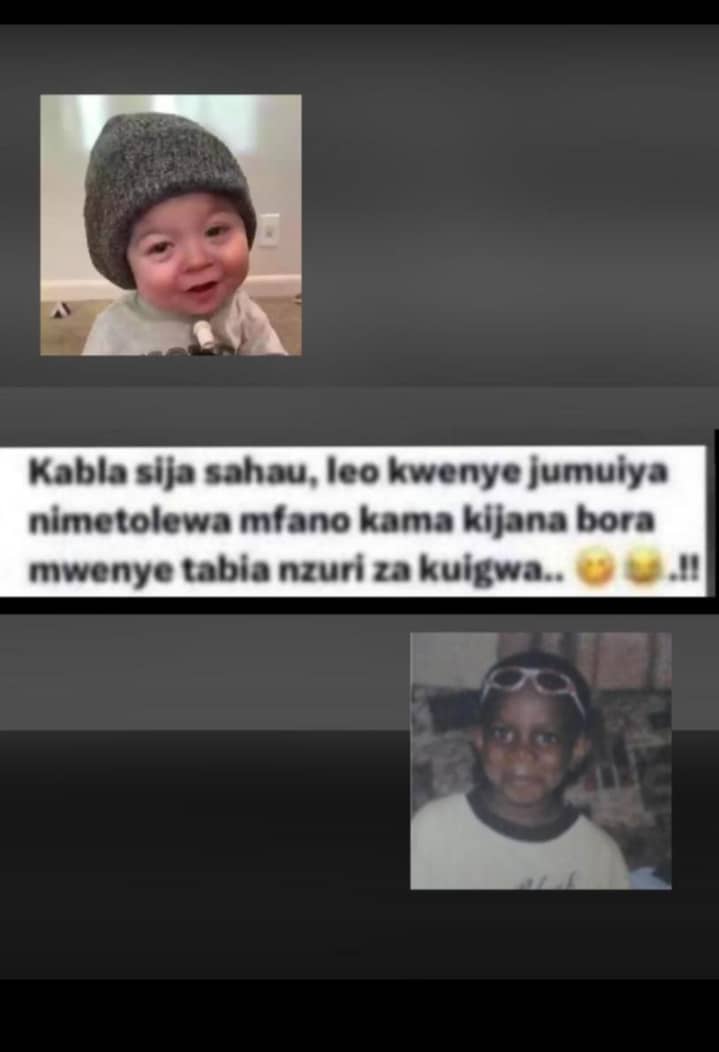 Kabla sija sahau, leo kwenye jumuiya
nimetolewa mfano kama kijana bora
mwenye tabia nzuri za kuigwa.. 😋 😂.!!